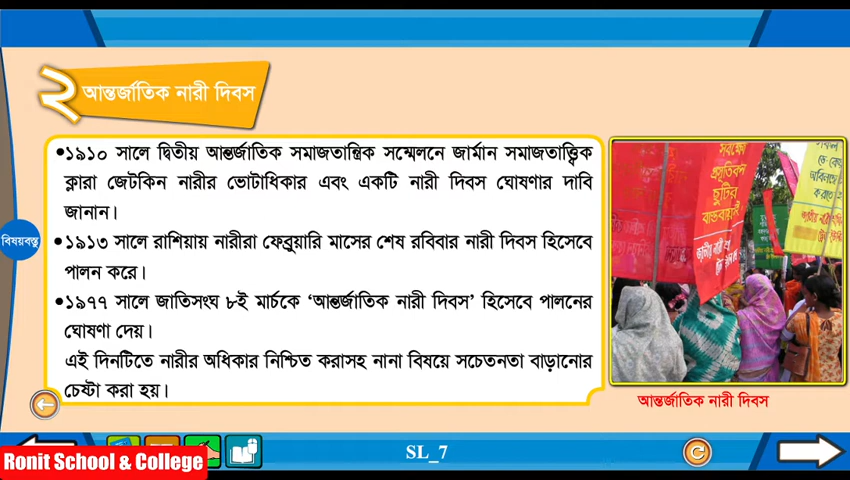 ২
আন্তর্জাতিক নারী দিবস
•১৯১০ সালে দ্বিতীয় আন্তর্জাতিক সমাজতান্ত্রিক সম্মেলনে জার্মান সমাজতাত্ত্বিক
ক্লারা জেটকিন নারীর ভোটাধিকার এবং একটি নারী দিবস ঘোষণার দাবি
জানান।
•১৯১৩ সালে রাশিয়ায় নারীরা ফেব্রুয়ারি মাসের শেষ রবিবার নারী দিবস হিসেবে
পালন করে।
•১৯৭৭ সালে জাতিসংঘ ৮ই মার্চকে ‘আন্তর্জাতিক নারী দিবস’ হিসেবে পালনের
ঘোষণা দেয়।
এই দিনটিতে নারীর অধিকার নিশ্চিত করাসহ নানা বিষয়ে সচেতনতা বাড়ানোর
চেষ্টা করা হয়।
বিষয়বস্তু
ছুটির
আন্তর্জাতিক নারী দিবস
SL_7
Ronit School & College